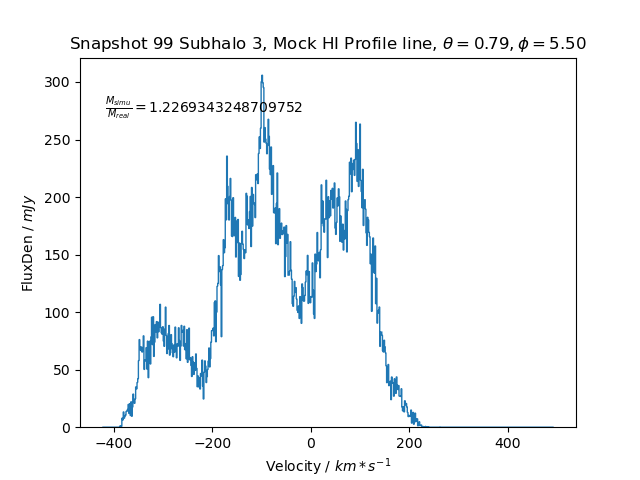 Snapshot 99 Subhalo 3, Mock HI Profile line, θ = 0.79, ϕ = 5.50
M_simu/M_real = 1.2269343248709752
FluxDen / mJy
300
250
200
150
100
50
0
−400 −200 0 200 400
Velocity / km * s⁻¹